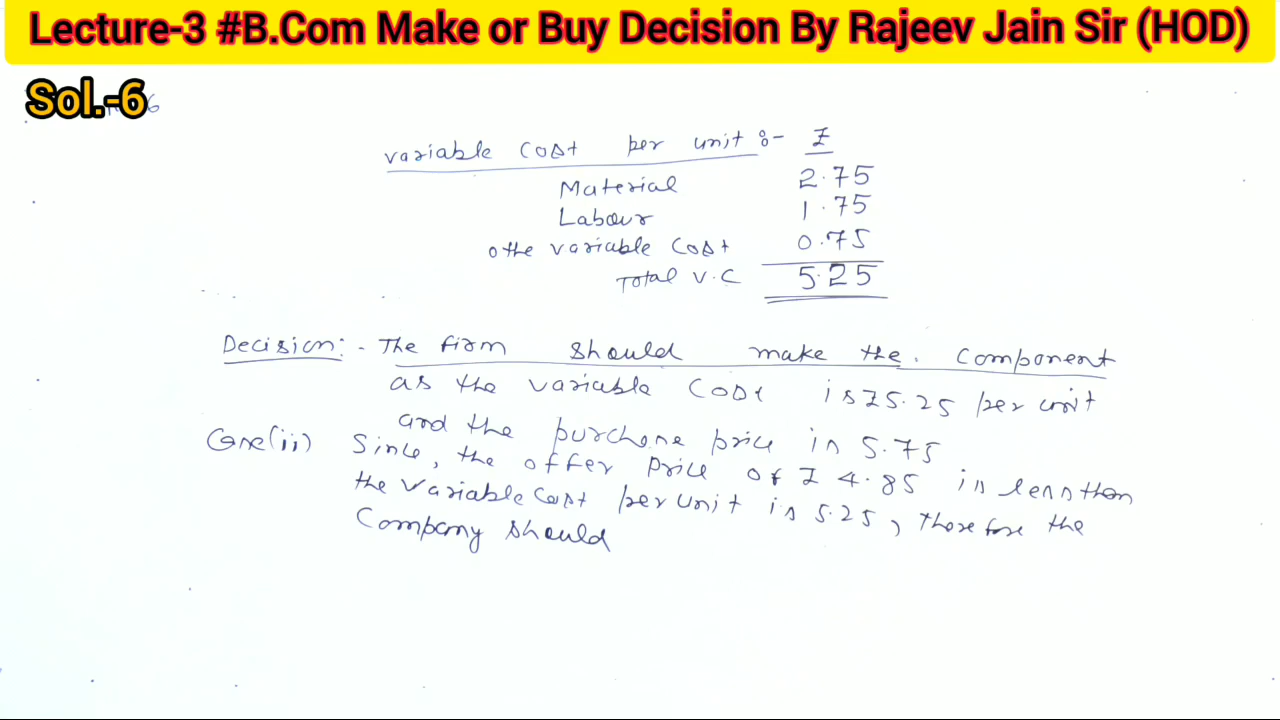 Lecture-3 #B.Com Make or Buy Decision By Rajeev Jain Sir (HOD)
Sol.-6 6
variable Cost per unit :- ₹
Material 2.75
Labour 1.75
othe variable Cost 0.75
Total V.C 5.25
Decision:- The firm should make the. Component
as the variable Cost is ₹5.25 per unit
and the purchase price is 5.75
Case(ii) Since, the offer price of ₹ 4.85 is less than
the variable Cost per unit is 5.25, therefore the
Company should